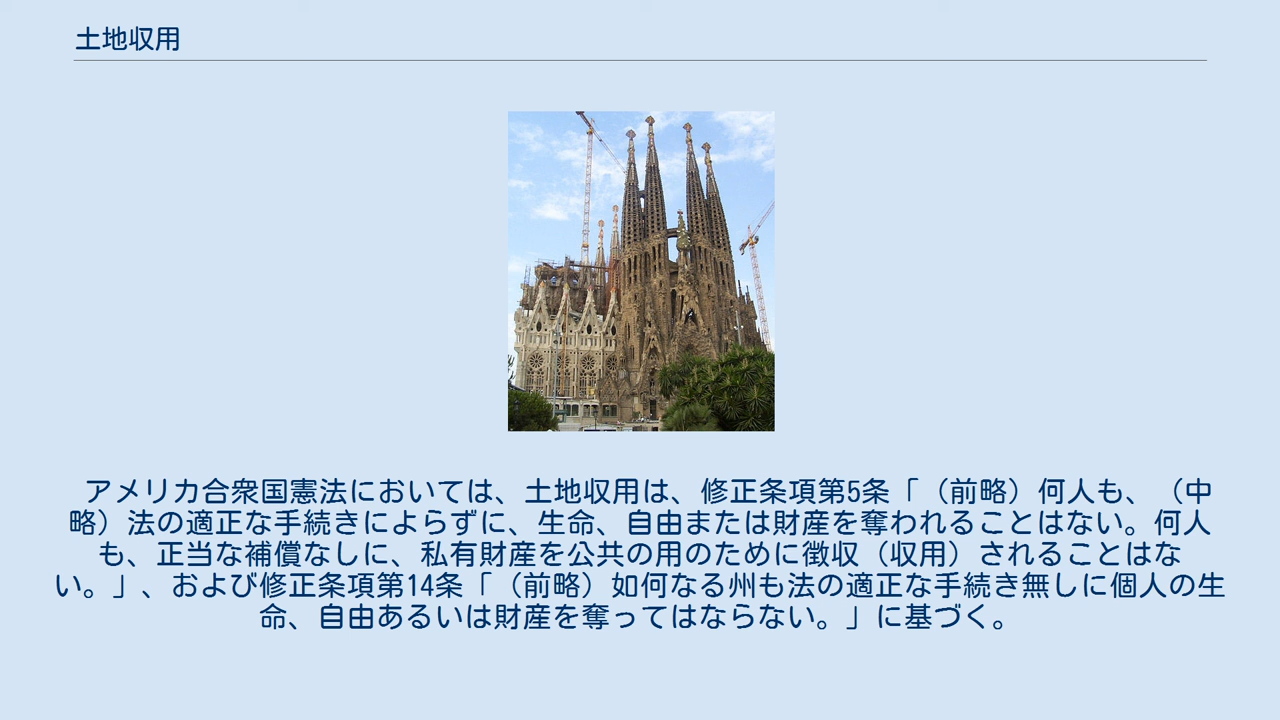 土地収用
アメリカ合衆国憲法においては、土地収用は、修正条項第5条「（前略）何人も、（中
略）法の適正な手続きによらずに、生命、自由または財産を奪われることはない。何人
も、正当な補償なしに、私有財産を公共の用のために徴収（収用）されることはな
い。」、および修正条項第14条「（前略）如何なる州も法の適正な手続き無しに個人の生
命、自由あるいは財産を奪ってはならない。」に基づく。